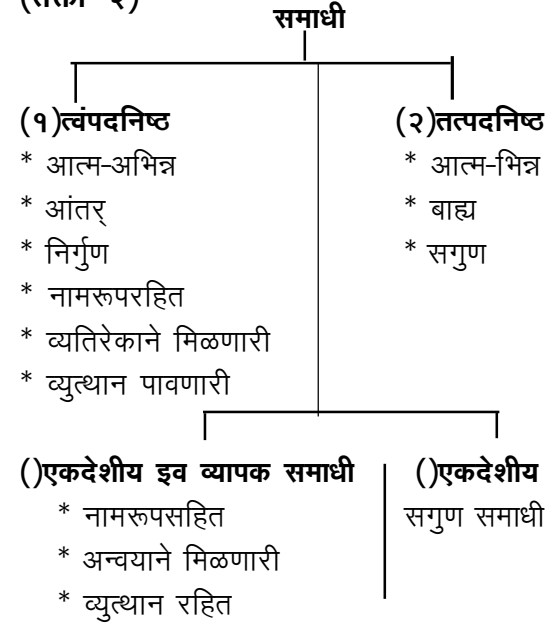 समाधी
(१)त्वंपदनिष्ठ
* आत्म-अभिन्न
* आंतर्
* निर्गुण
* नामरूपरहित
* व्यतिरेकाने मिळणारी
* व्युत्थान पावणारी
(२)तत्पदनिष्ठ
* आत्म-भिन्न
* बाह्य
* सगुण
()एकदेशीय इव व्यापक समाधी
* नामरूपसहित
* अन्वयाने मिळणारी
* व्युत्थान रहित
()एकदेशीय
सगुण समाधी